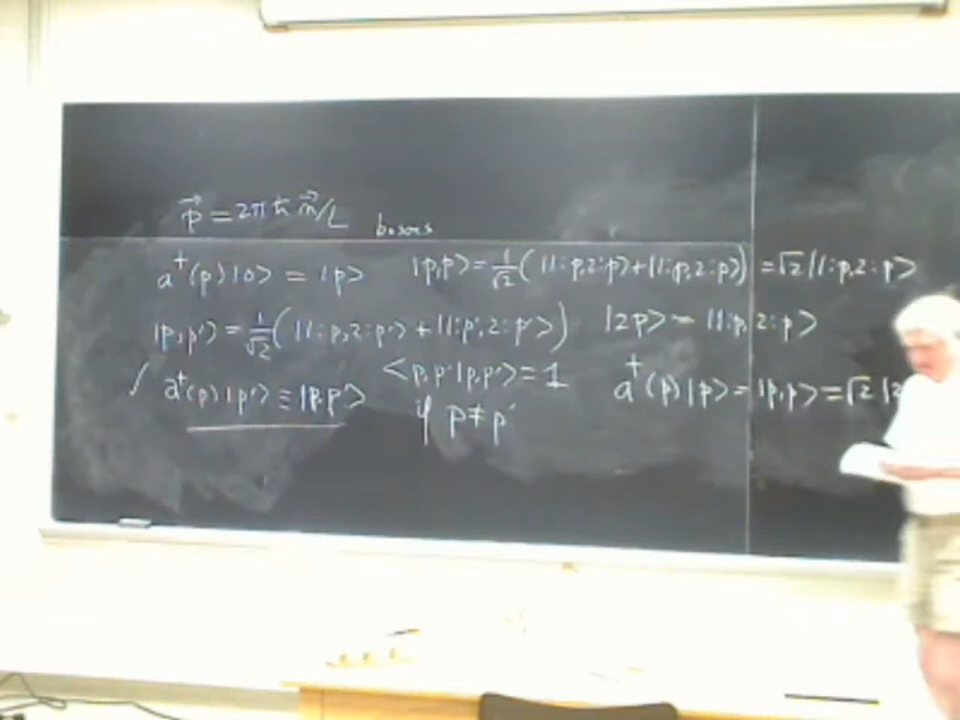 p⃗ = 2π ħ n⃗/L
bosons
a⁺(p)|0> = |p>
|p,p> = 1/√2 ( |1:p,2:p> + |1:p,2:p> ) = √2 |1:p,2:p>
|p,p'> = 1/√2 ( |1:p,2:p'> + |1:p',2:p'> )
|2p> = |1:p,2:p>
a⁺(p)|p'> ≡ |p,p'>
<p,p'|p,p'> = 1
if p ≠ p'
a⁺(p)|p> = |p,p> = √2 |2